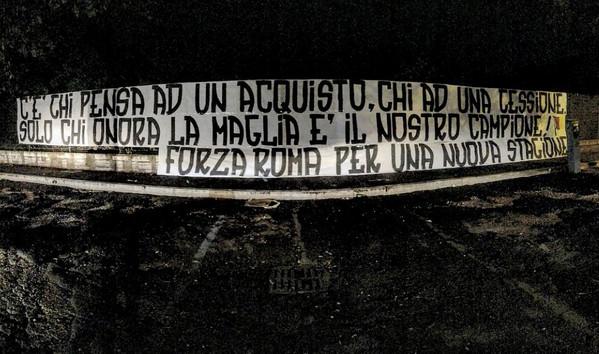 C'E' CHI PENSA AD UN ACQUISTO, CHI AD UNA CESSIONE,
SOLO CHI ONORA LA MAGLIA E' IL NOSTRO CAMPIONE!
FORZA ROMA PER UNA NUOVA STAGIONE